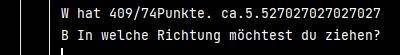 W hat 409/74Punkte. ca.5.527027027027027
B In welche Richtung möchtest du ziehen?